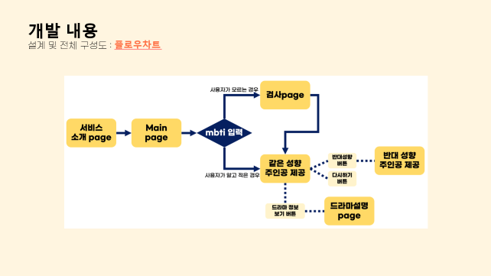 개발 내용
설계 및 전체 구성도 : 플로우차트
사용자가 모르는 경우
검사page
서비스
소개 page
Main
page
mbti 입력
사용자가 알고 적은 경우
같은 성향
주인공 제공
반대성향
버튼
다시하기
버튼
반대 성향
주인공 제공
드라마 정보
보기 버튼
드라마설명
page